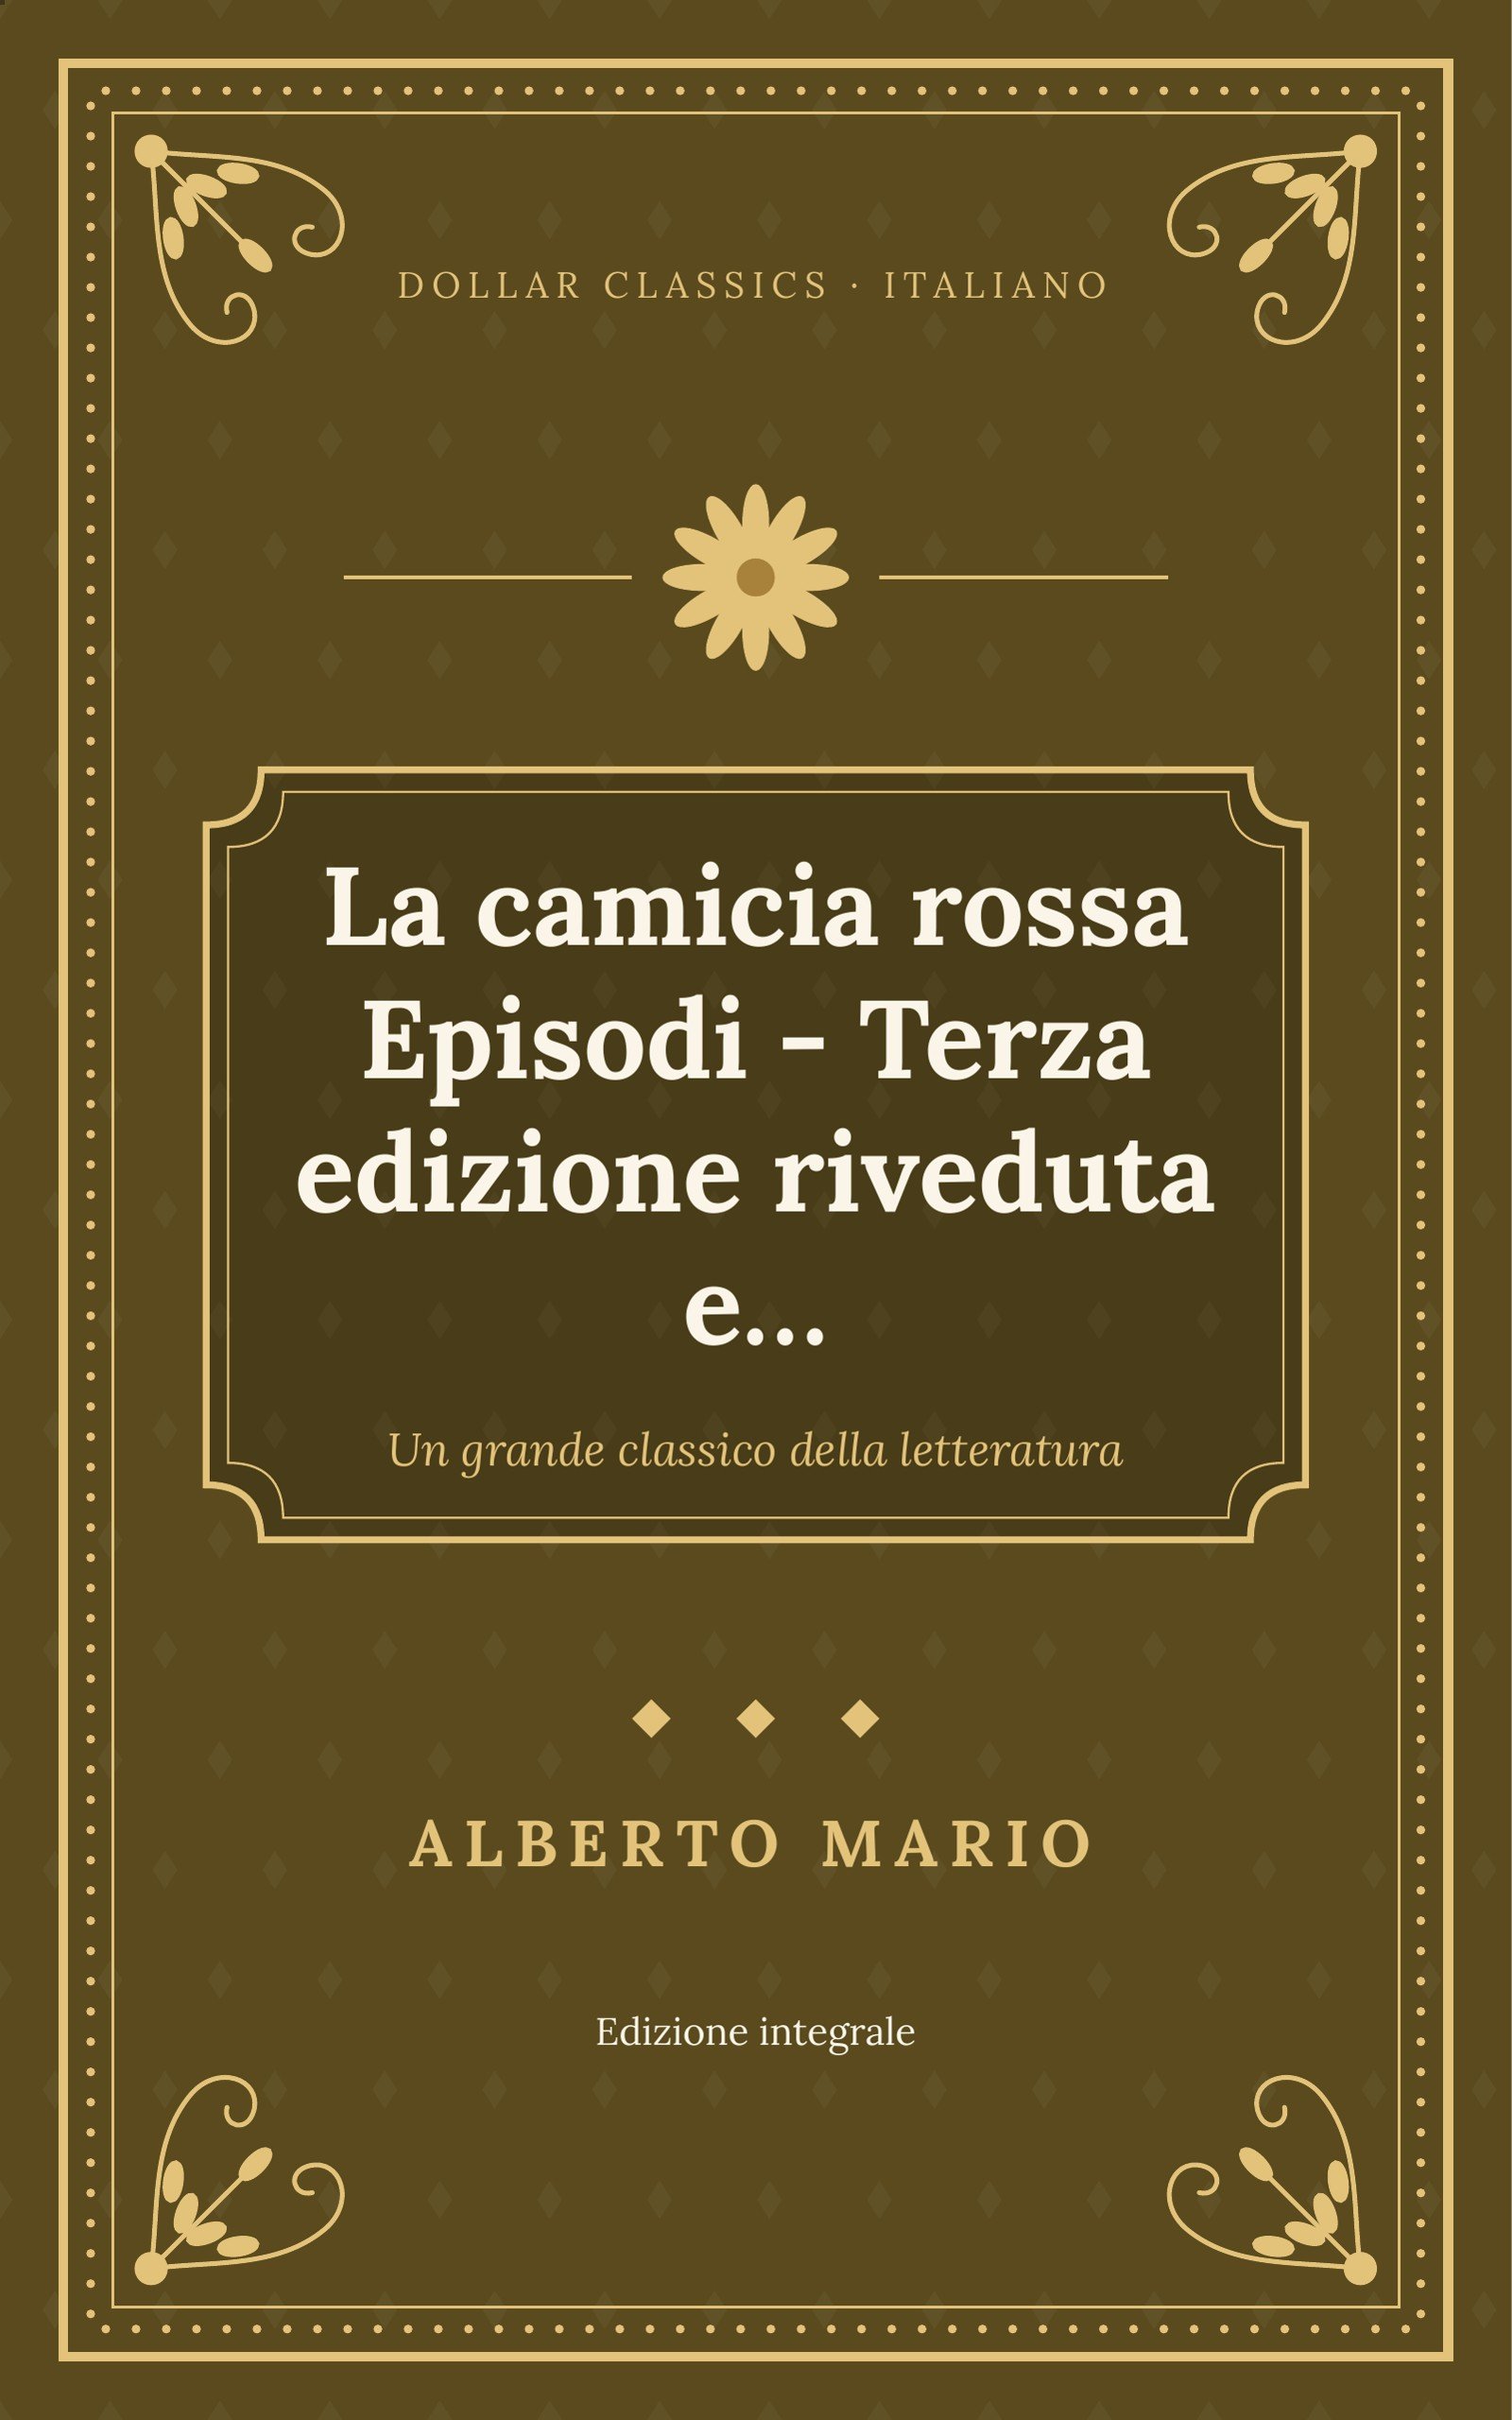 DOLLAR CLASSICS · ITALIANO
La camicia rossa
Episodi - Terza
edizione riveduta
e...
Un grande classico della letteratura
ALBERTO MARIO
Edizione integrale